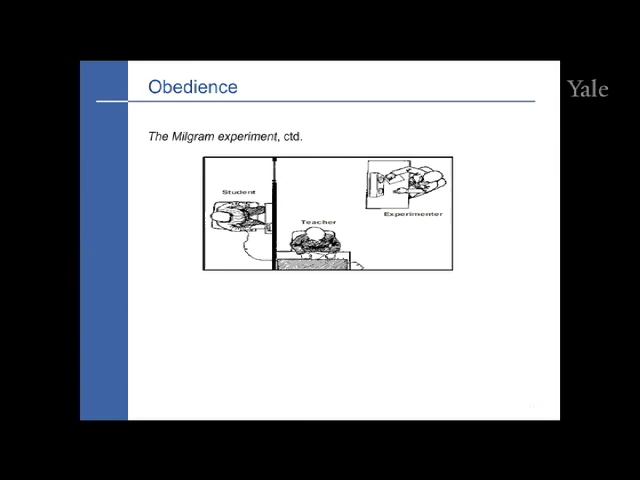 Obedience
Yale
The Milgram experiment, ctd.
Student
Teacher
Experimenter